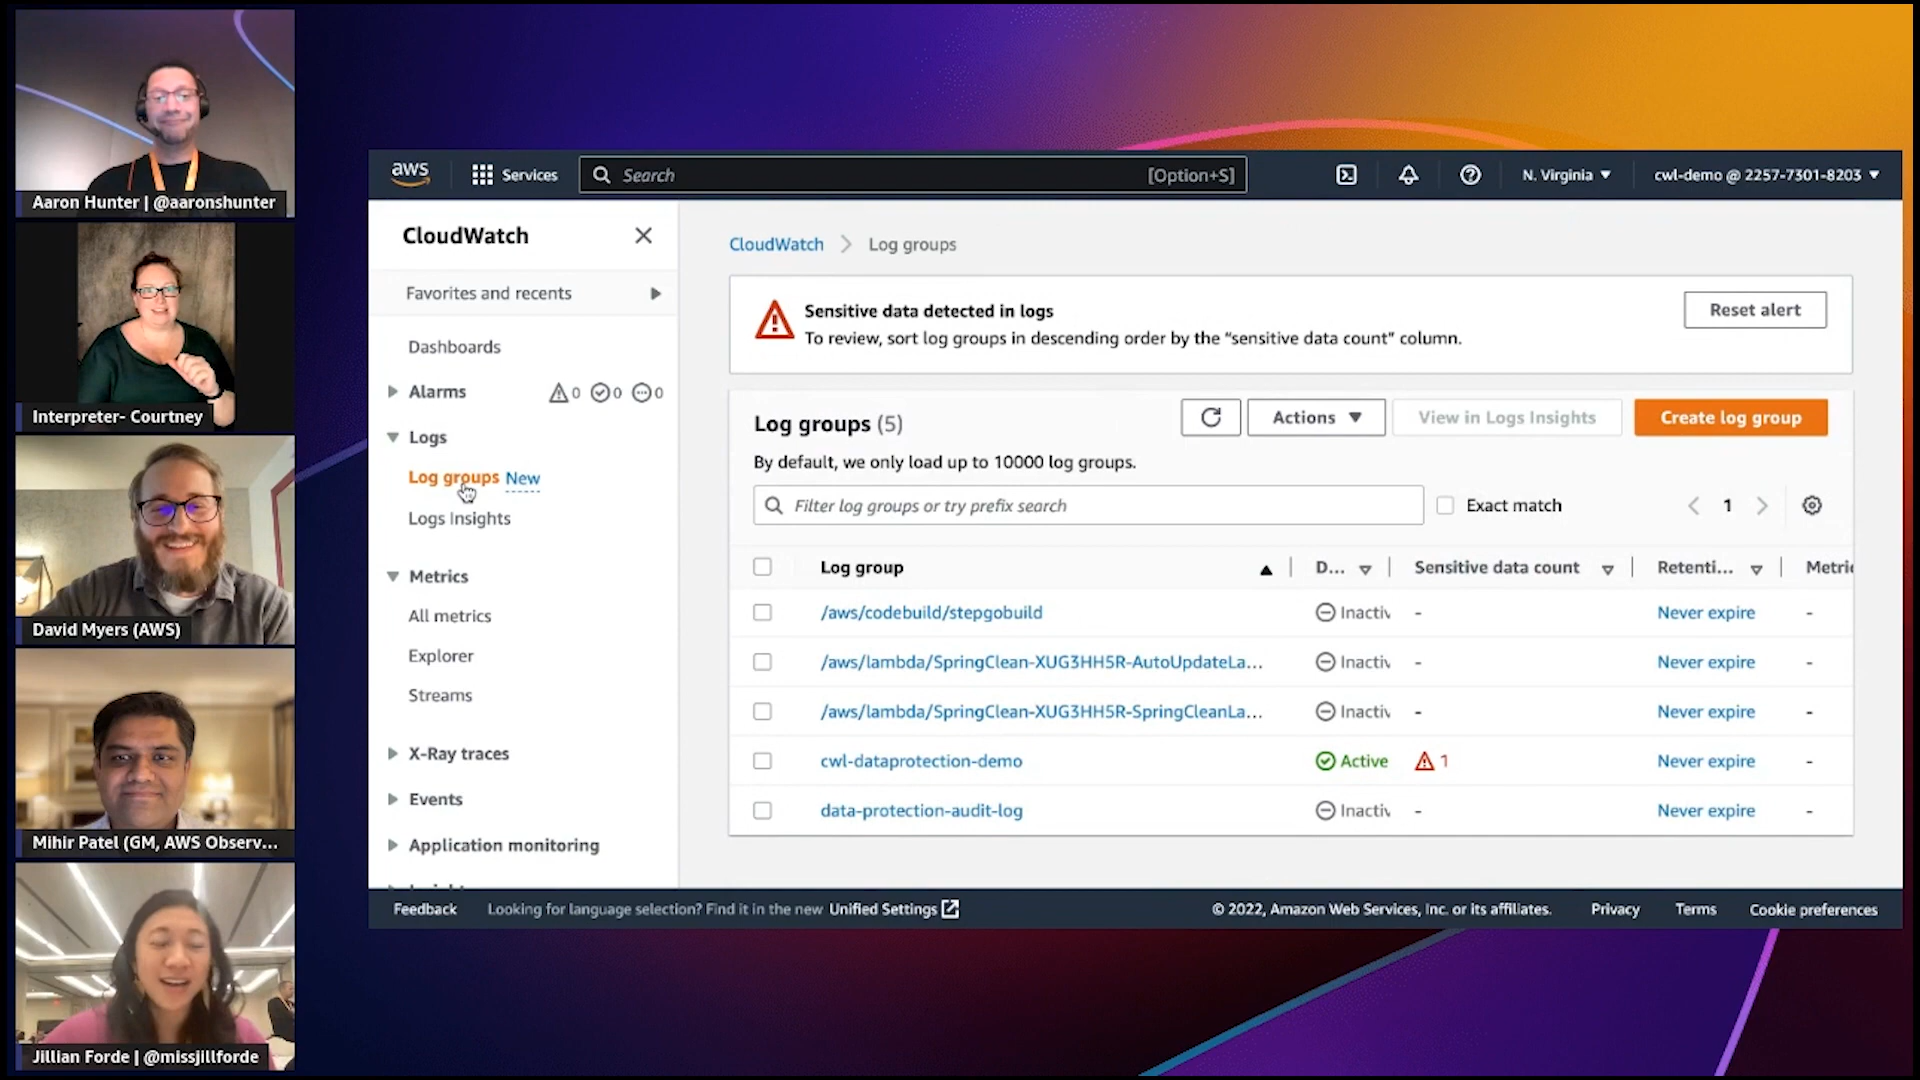 Aaron Hunter | @aaronshunter
Interpreter- Courtney
David Myers (AWS)
Mihir Patel (GM, AWS Observ...
Jillian Forde | @missjillforde
aws
Services
Search
[Option+S]
N. Virginia
cwl-demo @ 2257-7301-8203
CloudWatch
Favorites and recents
Dashboards
Alarms
0
0
0
Logs
Log groups New
Logs Insights
Metrics
All metrics
Explorer
Streams
X-Ray traces
Events
Application monitoring
CloudWatch > Log groups
Sensitive data detected in logs
To review, sort log groups in descending order by the “sensitive data count” column.
Reset alert
Log groups (5)
Actions
View in Logs Insights
Create log group
By default, we only load up to 10000 log groups.
Filter log groups or try prefix search
Exact match
1
Log group D... Sensitive data count Retenti... Metric
/aws/codebuild/stepgobuild Inactiv - Never expire -
/aws/lambda/SpringClean-XUG3HH5R-AutoUpdateLa... Inactiv - Never expire -
/aws/lambda/SpringClean-XUG3HH5R-SpringCleanLa... Inactiv - Never expire -
cwl-dataprotection-demo Active 1 Never expire -
data-protection-audit-log Inactiv - Never expire -
Feedback Looking for language selection? Find it in the new Unified Settings
© 2022, Amazon Web Services, Inc. or its affiliates. Privacy Terms Cookie preferences